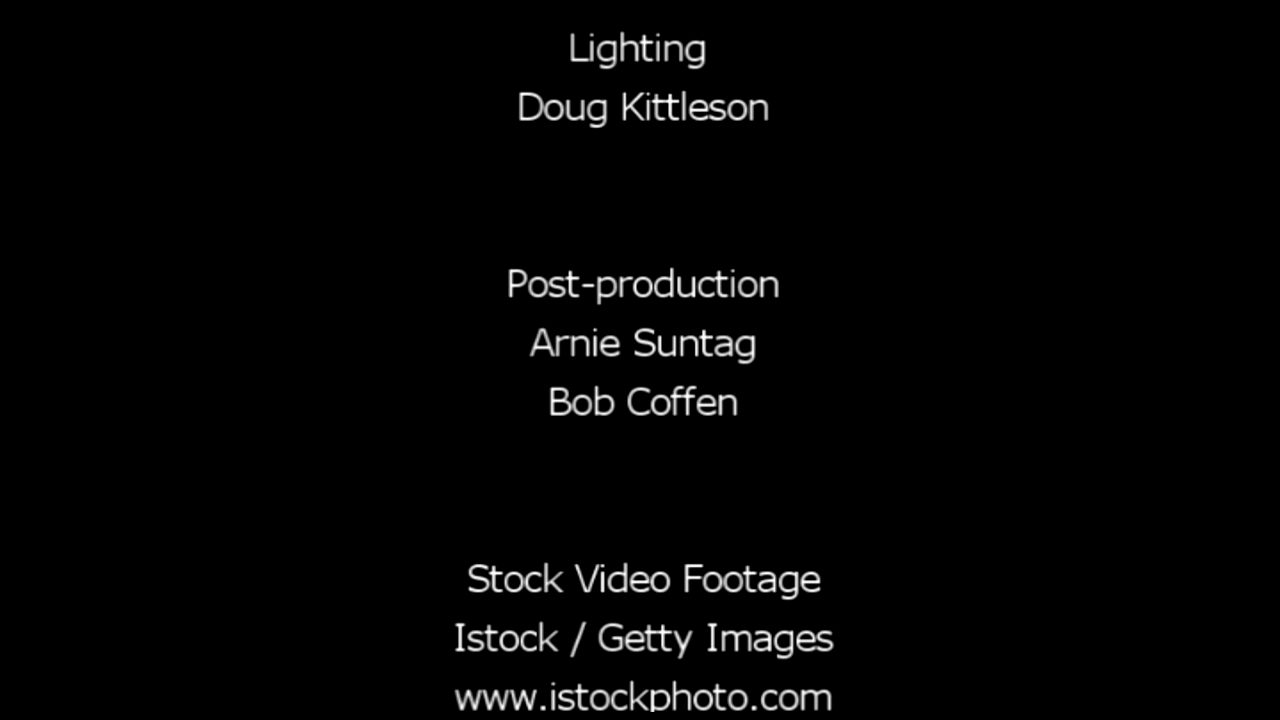 Lighting
Doug Kittleson
Post-production
Arnie Suntag
Bob Coffen
Stock Video Footage
Istock / Getty Images
www.istockphoto.com